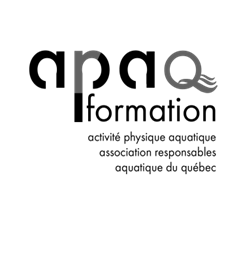 apaq
formation
activité physique aquatique
association responsables
aquatique du québec